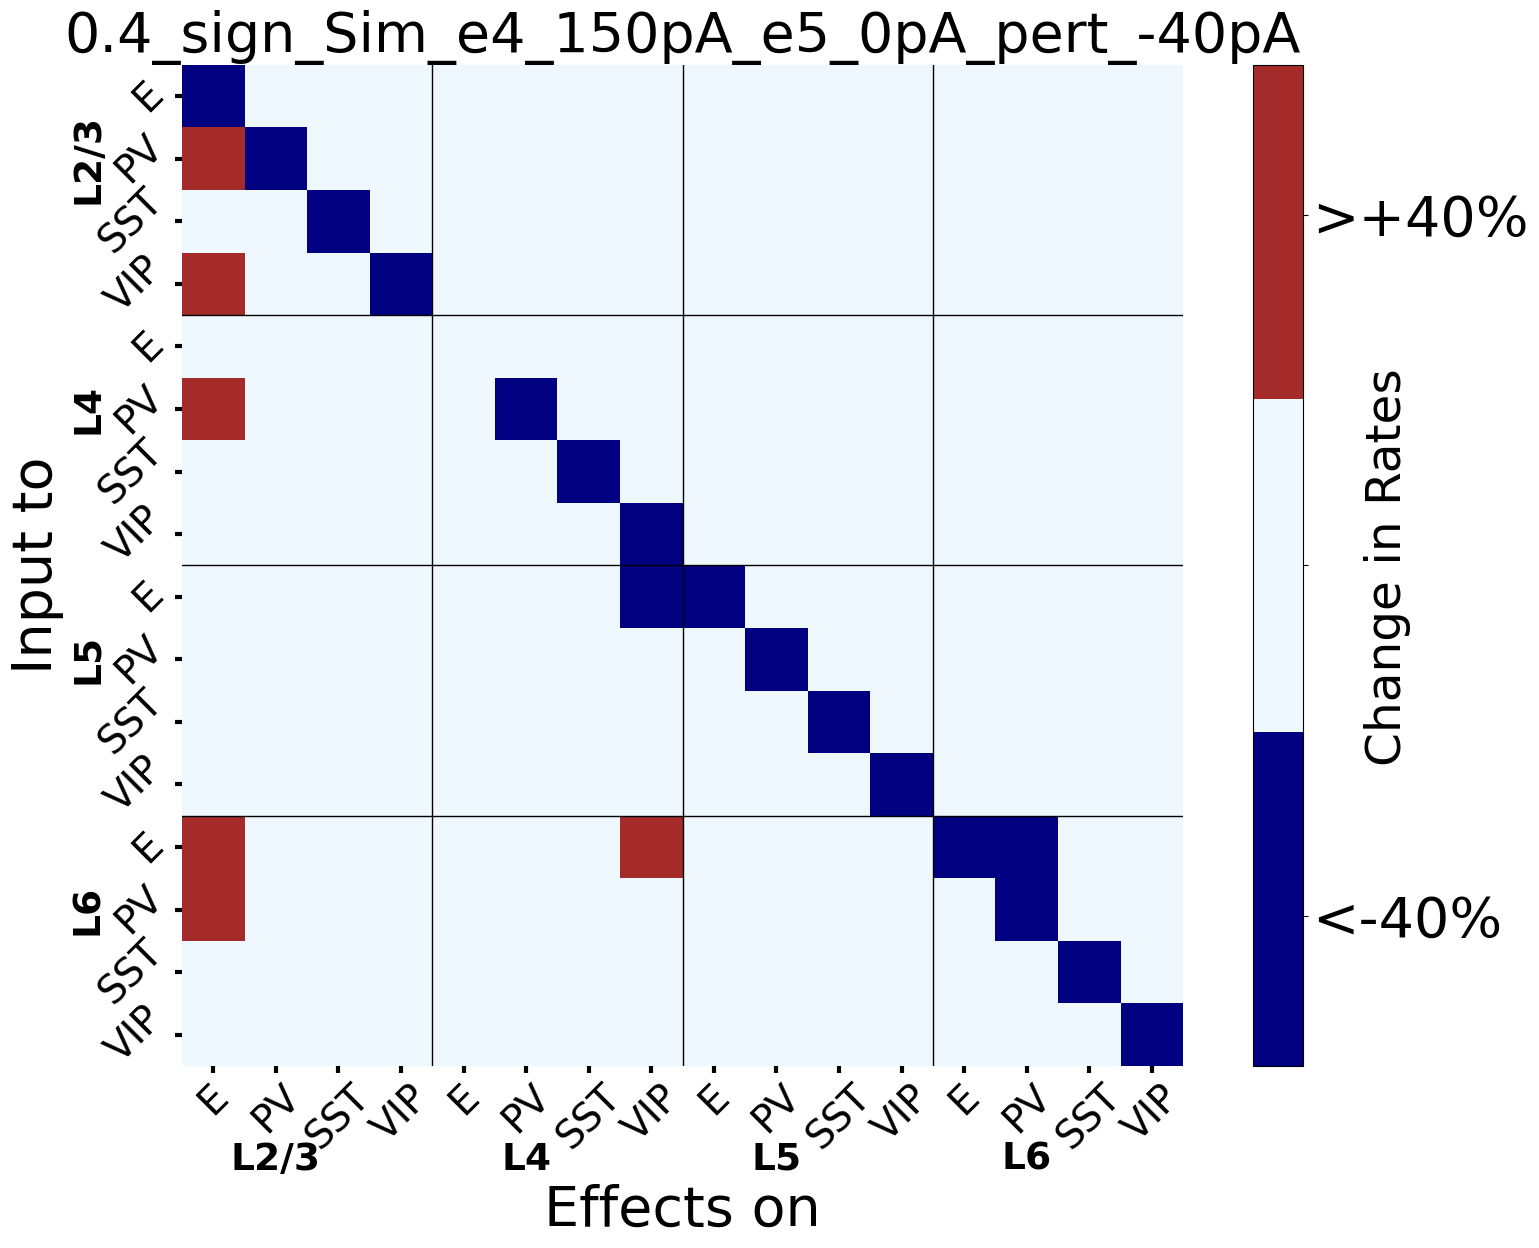 0.4_sign_Sim_e4_150pA_e5_0pA_pert_-40pA
Input to
L2/3
E
PV
SST
VIP
L4
E
PV
SST
VIP
L5
E
PV
SST
VIP
L6
E
PV
SST
VIP
E PV SST VIP E PV SST VIP E PV SST VIP E PV SST VIP
L2/3 L4 L5 L6
Effects on
>+40%
<-40%
Change in Rates